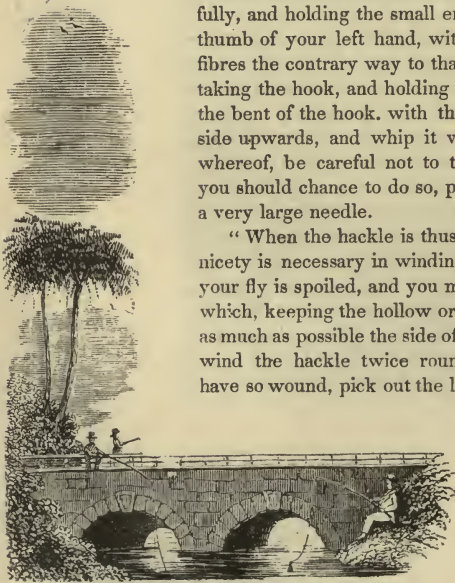 fully, and holding the small en
thumb of your left hand, wit
fibres the contrary way to tha
taking the hook, and holding
the bent of the hook. with th
side upwards, and whip it w
whereof, be careful not to t
you should chance to do so, p
a very large needle.
“ When the hackle is thus
nicety is necessary in windin
your fly is spoiled, and you m
which, keeping the hollow or
as much as possible the side of
wind the hackle twice roun
have so wound, pick out the l